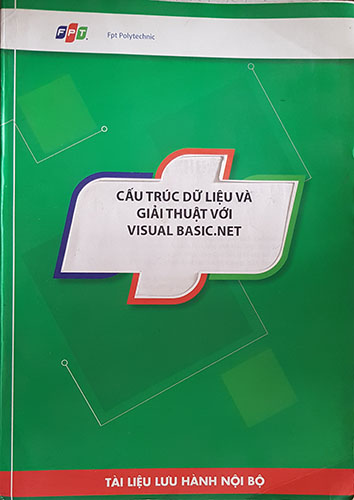 FPT
Fpt Polytechnic
CẤU TRÚC DỮ LIỆU VÀ
GIẢI THUẬT VỚI
VISUAL BASIC.NET
TÀI LIỆU LƯU HÀNH NỘI BỘ